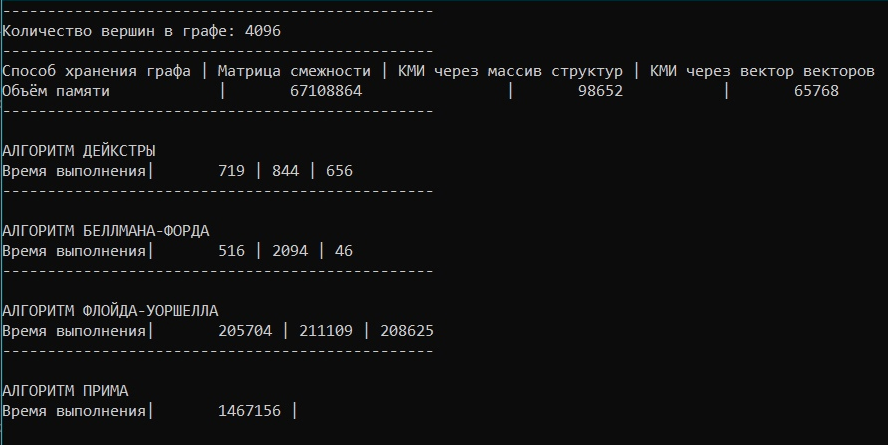 ------------------------------------------------
Количество вершин в графе: 4096
------------------------------------------------
Способ хранения графа | Матрица смежности | КМИ через массив структур | КМИ через вектор векторов
Объём памяти            |       67108864                |       98652           |       65768
------------------------------------------------
АЛГОРИТМ ДЕЙКСТРЫ
Время выполнения|       719 | 844 | 656
------------------------------------------------
АЛГОРИТМ БЕЛЛМАНА-ФОРДА
Время выполнения|       516 | 2094 | 46
------------------------------------------------
АЛГОРИТМ ФЛОЙДА-УОРШЕЛЛА
Время выполнения|       205704 | 211109 | 208625
------------------------------------------------
АЛГОРИТМ ПРИМА
Время выполнения|       1467156 |